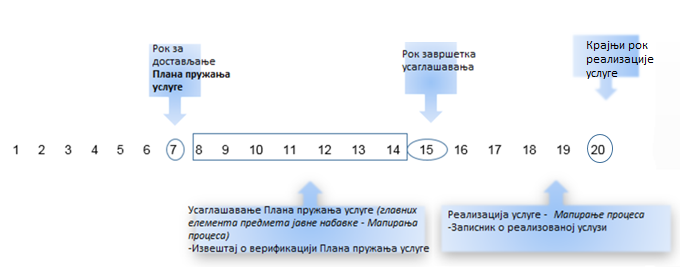 Рок за
достављање
Плана пружања
услуге
Рок завршетка
усаглашавања
Крајњи рок
реализације
услуге
1 2 3 4 5 6 7 8 9 10 11 12 13 14 15 16 17 18 19 20
Усаглашавање Плана пружања услуге (главних
елемента предмета јавне набавке - Мапирања
процеса)
-Извештај о верификацији Плана пружања услуге
Реализација услуге - Мапирање процеса
-Записник о реализованој услузи